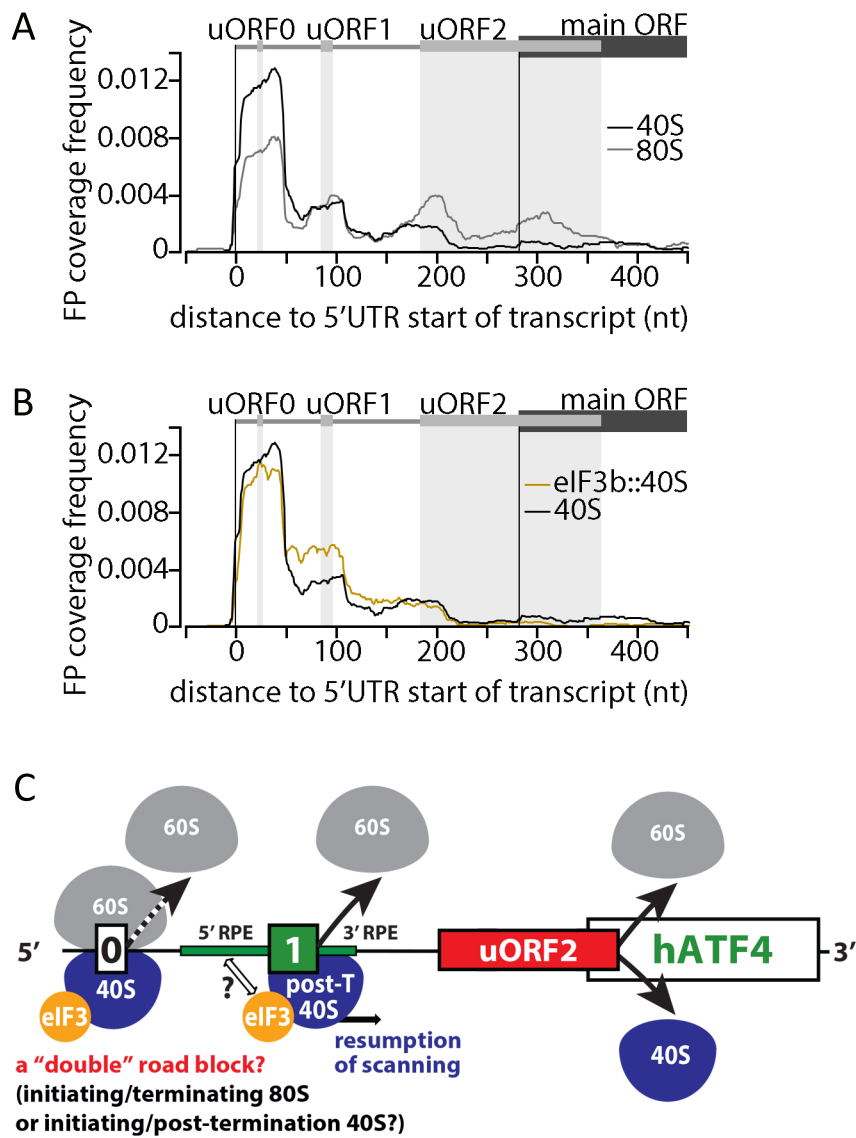 A
uORF0 uORF1 uORF2 main ORF
FP coverage frequency
0.012
0.008
0.004
0
40S
80S
0 100 200 300 400
distance to 5'UTR start of transcript (nt)
B
uORF0 uORF1 uORF2 main ORF
FP coverage frequency
0.012
0.008
0.004
0
eIF3b::40S
40S
0 100 200 300 400
distance to 5'UTR start of transcript (nt)
C
60S 60S 60S
60S
5' 0 5' RPE 1 3' RPE uORF2 hATF4 3'
40S ? post-T
40S
eIF3 eIF3
resumption
of scanning
40S
a “double” road block?
(initiating/terminating 80S
or initiating/post-termination 40S?)